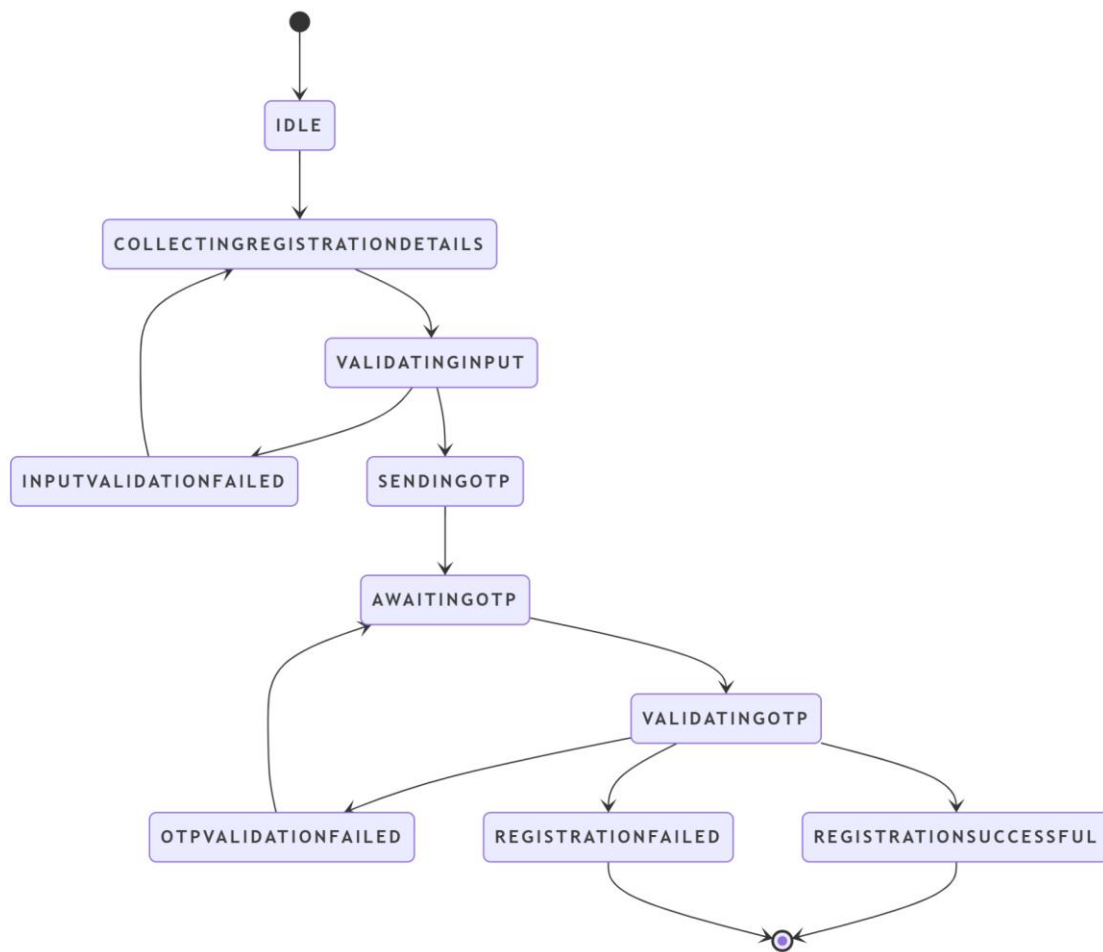 IDLE
COLLECTINGREGISTRATIONDETAILS
VALIDATINGINPUT
INPUTVALIDATIONFAILED
SENDINGOTP
AWAITINGOTP
VALIDATINGOTP
OTPVALIDATIONFAILED
REGISTRATIONFAILED
REGISTRATIONSUCCESSFUL